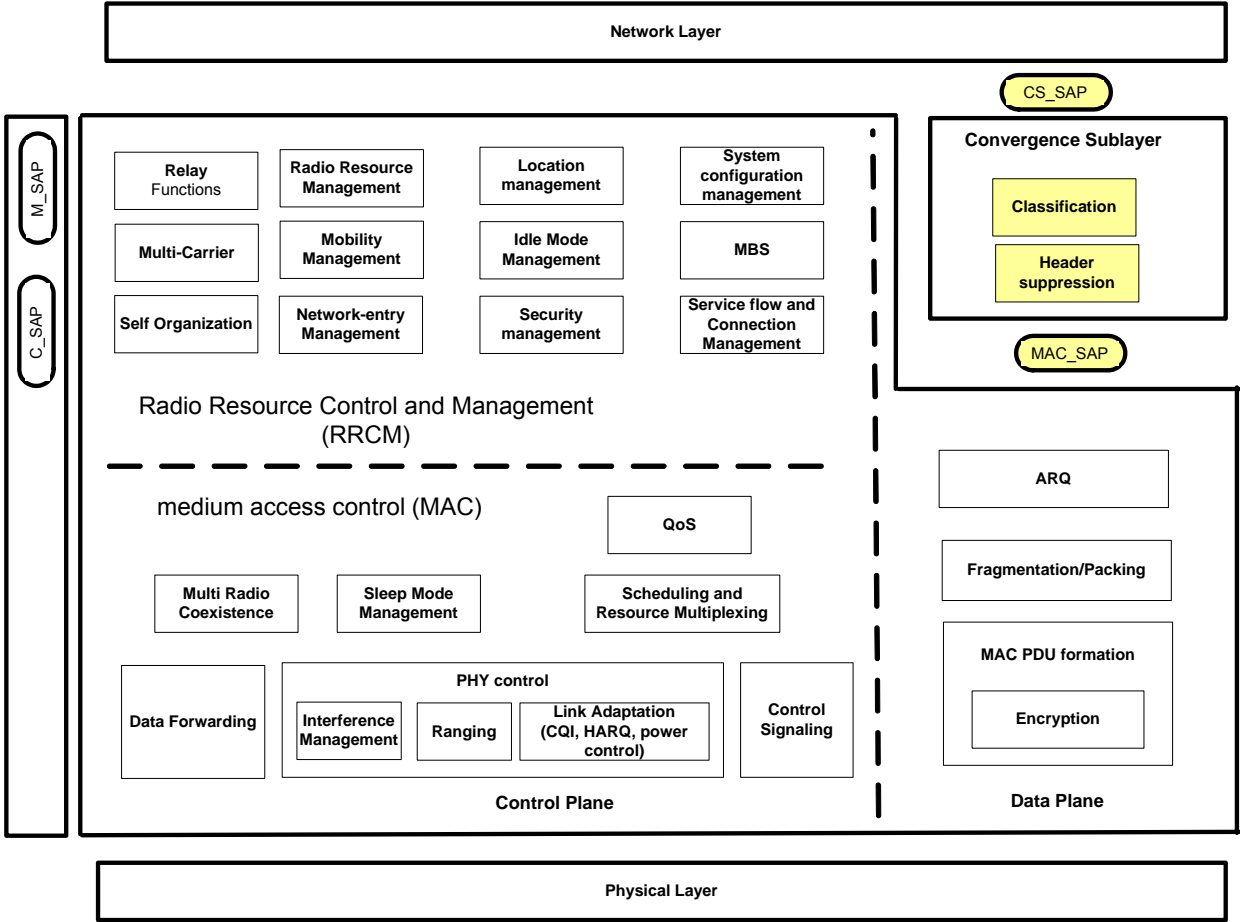 Network Layer
CS_SAP
M_SAP
C_SAP
Relay
Functions
Radio Resource
Management
Location
management
System
configuration
management
Multi-Carrier
Mobility
Management
Idle Mode
Management
MBS
Self Organization
Network-entry
Management
Security
management
Service flow and
Connection
Management
Radio Resource Control and Management
(RRCM)
Convergence Sublayer
Classification
Header
suppression
MAC_SAP
medium access control (MAC)
QoS
Multi Radio
Coexistence
Sleep Mode
Management
Scheduling and
Resource Multiplexing
Data Forwarding
PHY control
Interference
Management
Ranging
Link Adaptation
(CQI, HARQ, power
control)
Control
Signaling
Control Plane
ARQ
Fragmentation/Packing
MAC PDU formation
Encryption
Data Plane
Physical Layer